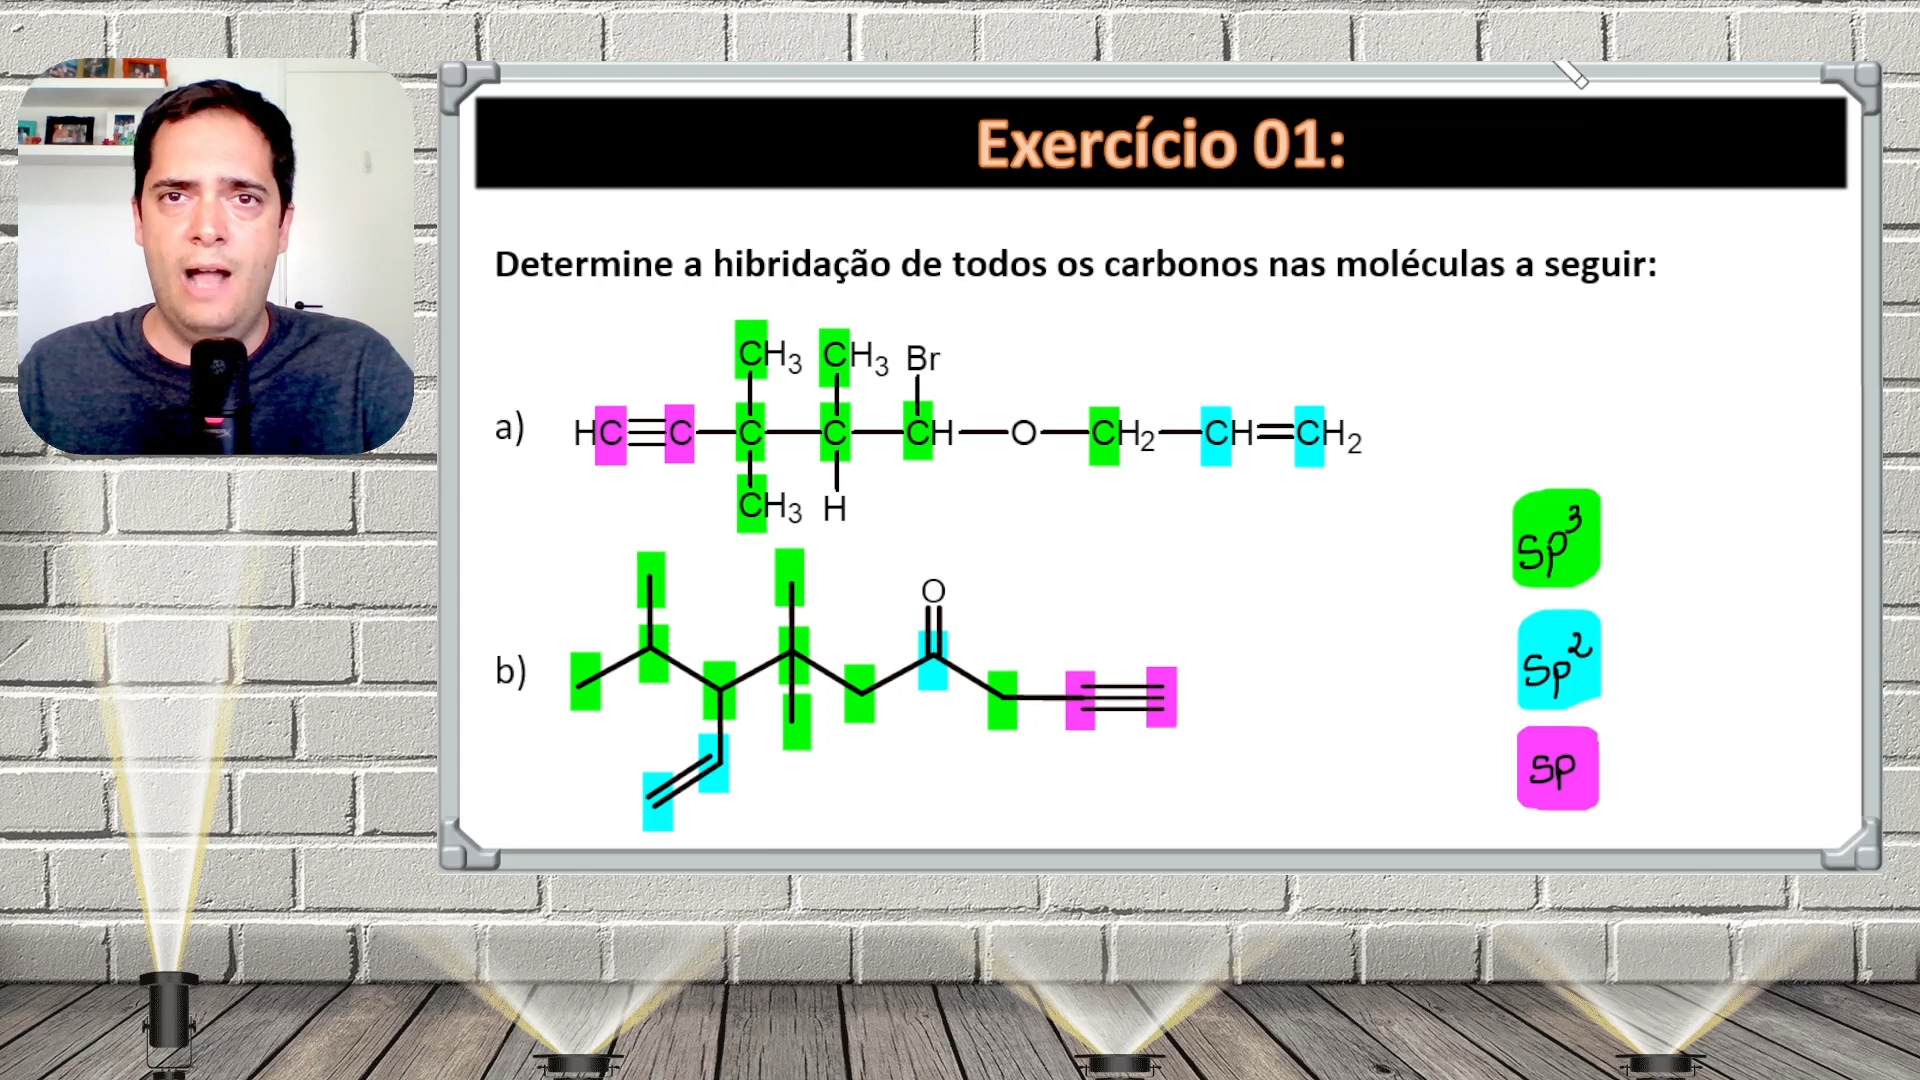 Exercício 01:
Determine a hibridação de todos os carbonos nas moléculas a seguir:
CH3 CH3 Br
a) HC≡C—C—C—CH—O—CH2—CH=CH2
CH3 H
b)
O
Sp³
Sp²
Sp